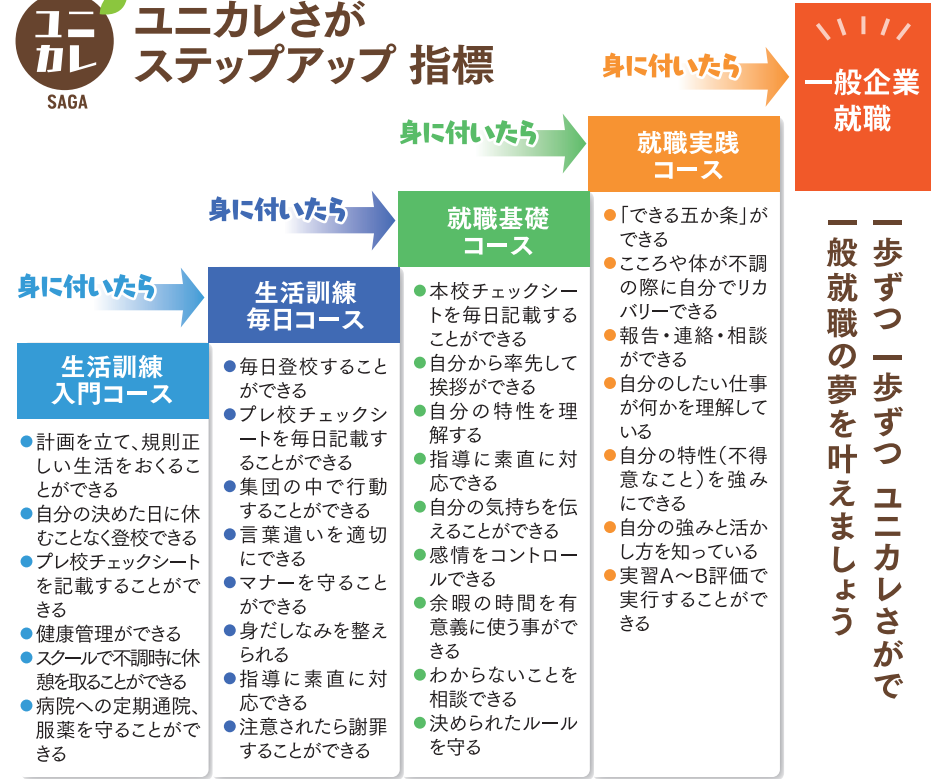 ユニ
カレ
SAGA
ユニカレさが
ステップアップ 指標
身に付いたら
生活訓練
入門コース
●計画を立て、規則正
しい生活をおくるこ
とができる
●自分の決めた日に休
むことなく登校できる
●プレ校チェックシート
を記載することがで
きる
●健康管理ができる
●スクールで不調時に休
憩を取ることができる
●病院への定期通院、
服薬を守ることがで
きる
身に付いたら
生活訓練
毎日コース
●毎日登校すること
ができる
●プレ校チェックシ
ートを毎日記載す
ることができる
●集団の中で行動
することができる
●言葉遣いを適切
にできる
●マナーを守ること
ができる
●身だしなみを整え
られる
●指導に素直に対
応できる
●注意されたら謝罪
することができる
身に付いたら
就職基礎
コース
●本校チェックシー
トを毎日記載する
ことができる
●自分から率先して
挨拶ができる
●自分の特性を理
解する
●指導に素直に対
応できる
●自分の気持ちを伝
えることができる
●感情をコントロー
ルできる
●余暇の時間を有
意義に使う事がで
きる
●わからないことを
相談できる
●決められたルール
を守る
身に付いたら
就職実践
コース
●「できる五か条」が
できる
●こころや体が不調
の際に自分でリカ
バリーできる
●報告・連絡・相談
ができる
●自分のしたい仕事
が何かを理解して
いる
●自分の特性(不得
意なこと)を強み
にできる
●自分の強みと活か
し方を知っている
●実習A〜B評価で
実行することがで
きる
一般企業
就職
一歩ずつ 一歩ずつ ユニカレさがで
一般就職の夢を叶えましょう